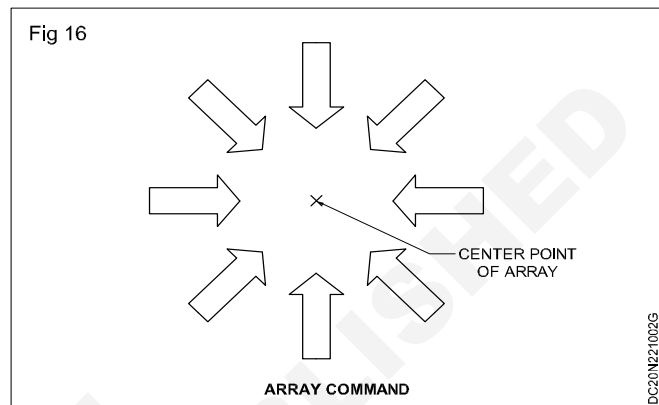 Fig 16
CENTER POINT
OF ARRAY
ARRAY COMMAND
DC20N221002G